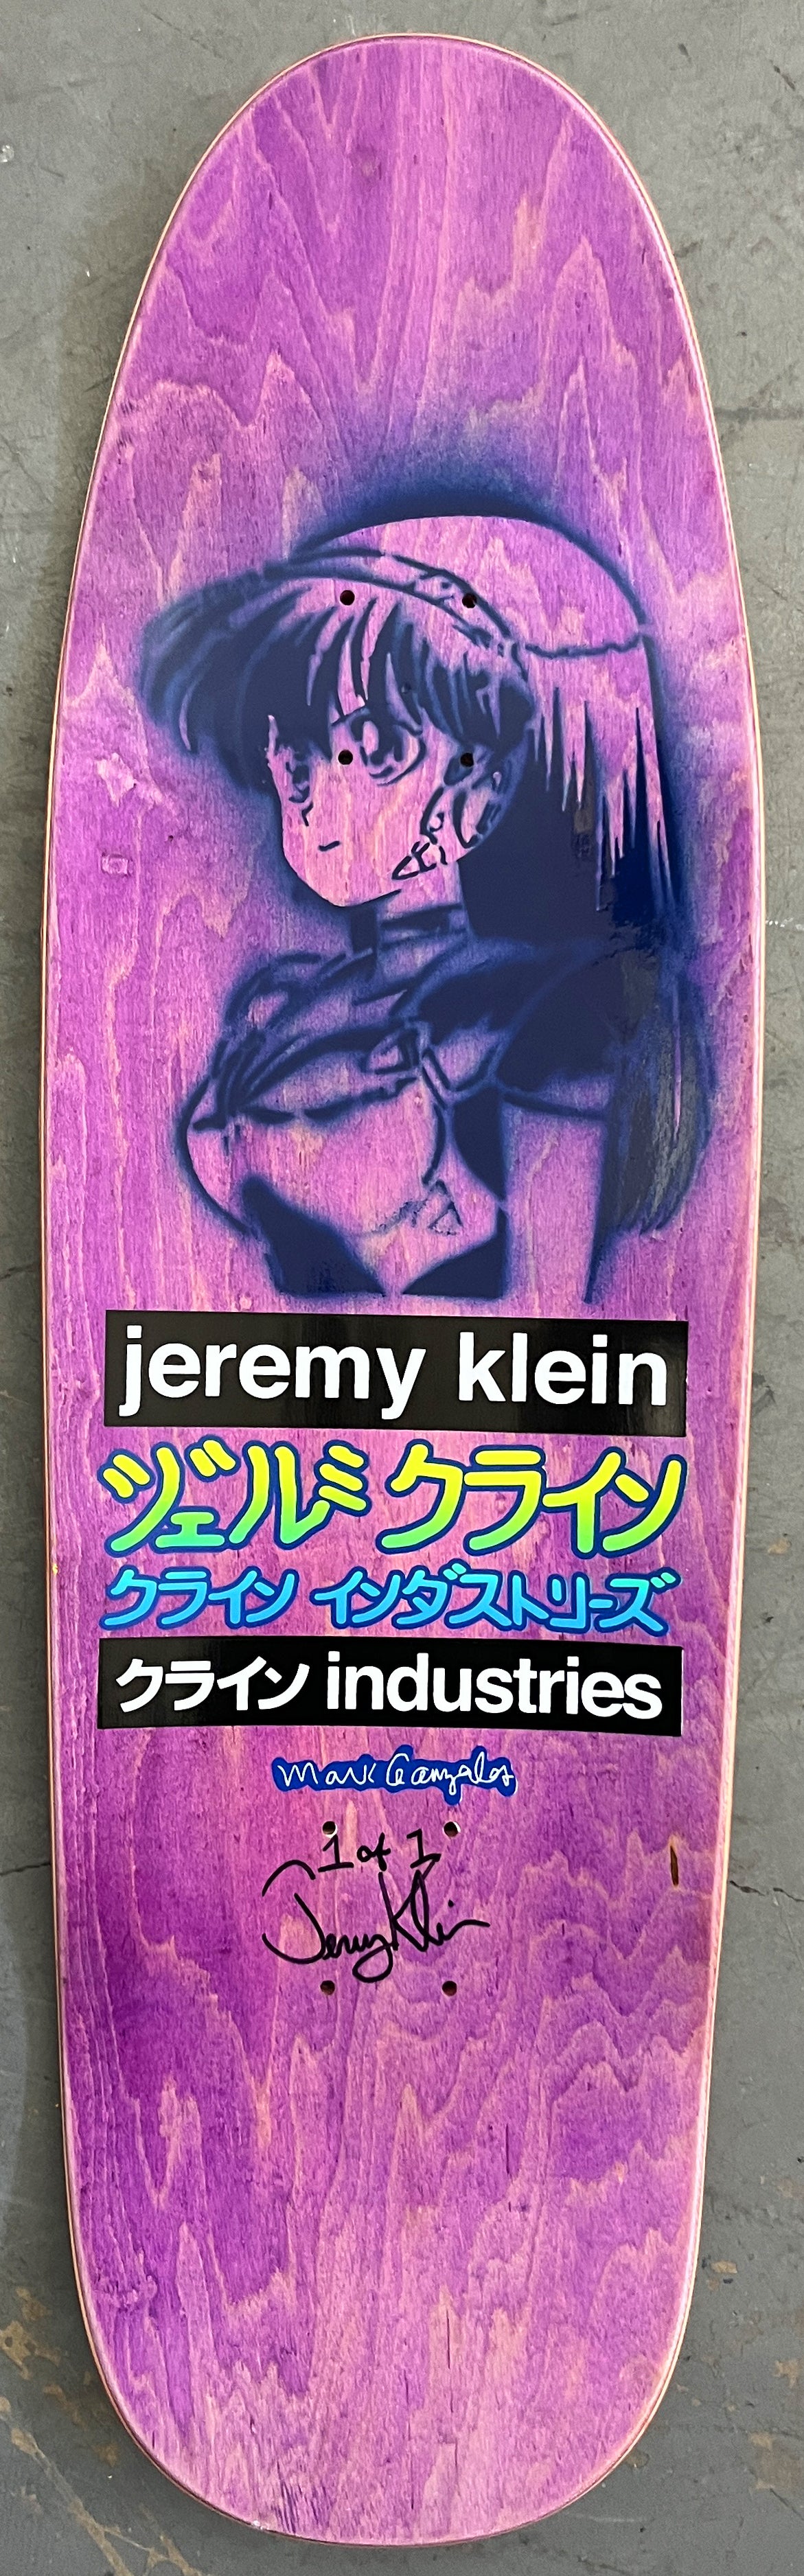 jeremy klein
ジェルミ クライン
クライン インダストリーズ
クライン industries
Mark Gonzales
1 of 1
Jeremy Klein